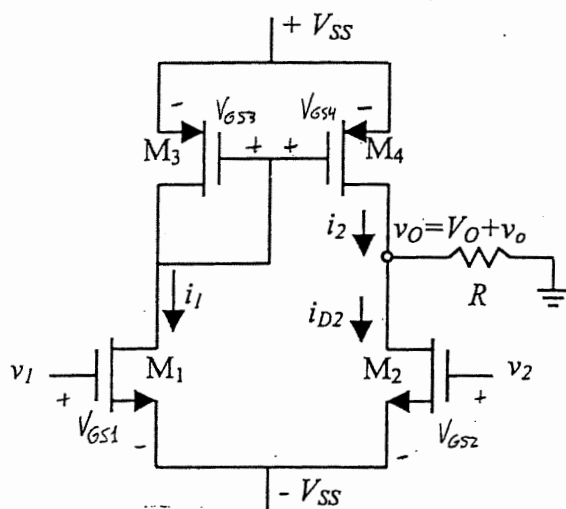 + V_SS
- -
V_GS3 V_GS4
M_3 + + M_4
i_2 v_O=V_O+v_o
i_1 i_D2 R
v_1 M_1 M_2 v_2
+ +
V_GS1 V_GS2
- -
- V_SS